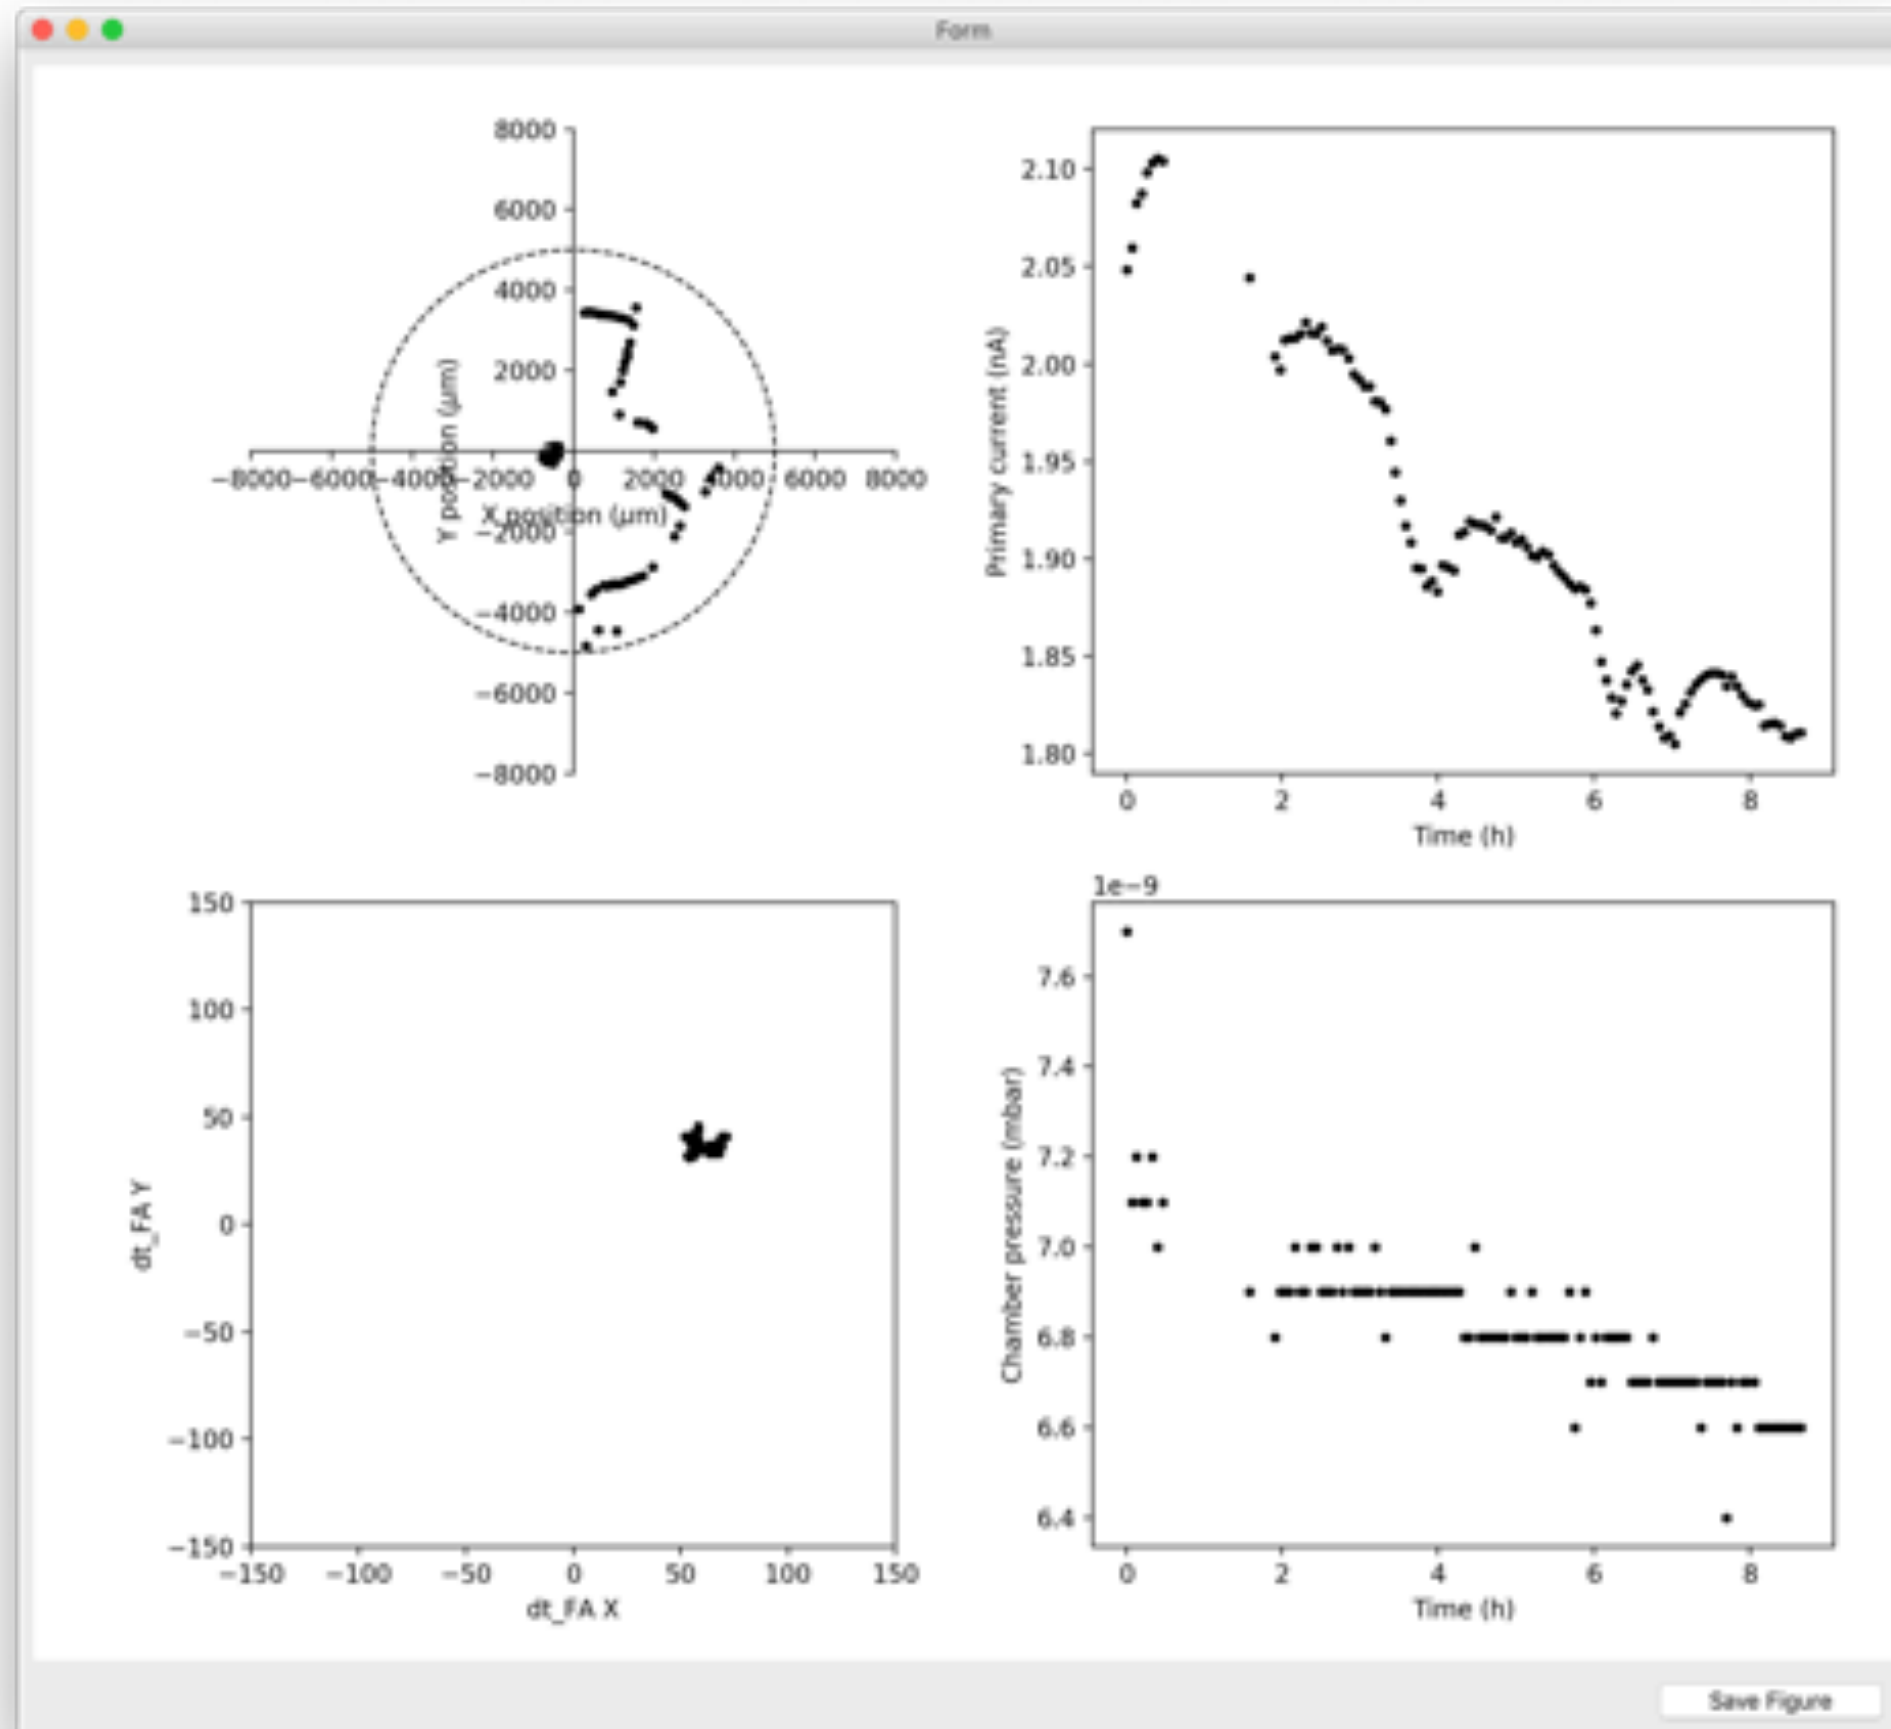 Form
8000
6000
4000
2000
−2000
−4000
−6000
−8000
Y position (μm)
−8000 −6000 −4000 −2000 0 2000 4000 6000 8000
X position (μm)
2.10
2.05
2.00
1.95
1.90
1.85
1.80
Primary current (nA)
0 2 4 6 8
Time (h)
150
100
50
0
−50
−100
−150
dt_FA Y
−150 −100 −50 0 50 100 150
dt_FA X
1e−9
7.6
7.4
7.2
7.0
6.8
6.6
6.4
Chamber pressure (mbar)
0 2 4 6 8
Time (h)
Save Figure